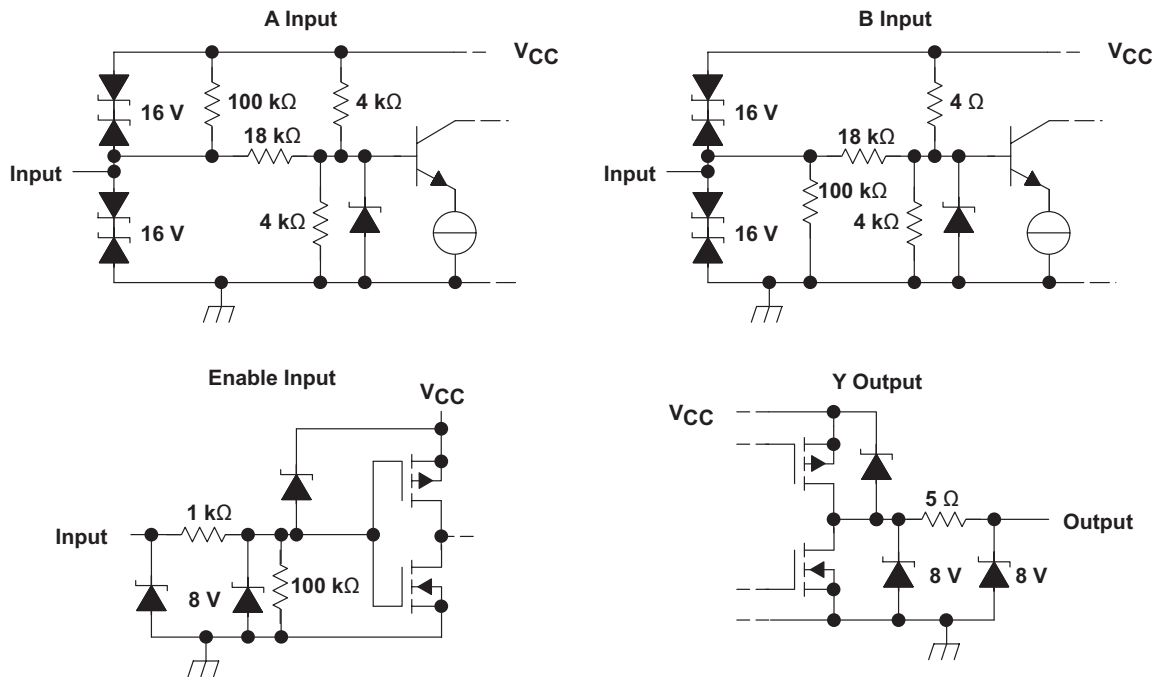 A Input
B Input
VCC
VCC
16 V
100 kΩ
4 kΩ
16 V
4 Ω
18 kΩ
18 kΩ
Input
Input
100 kΩ
16 V
4 kΩ
16 V
4 kΩ
Enable Input
Y Output
VCC
VCC
1 kΩ
5 Ω
Input
Output
8 V
100 kΩ
8 V
8 V